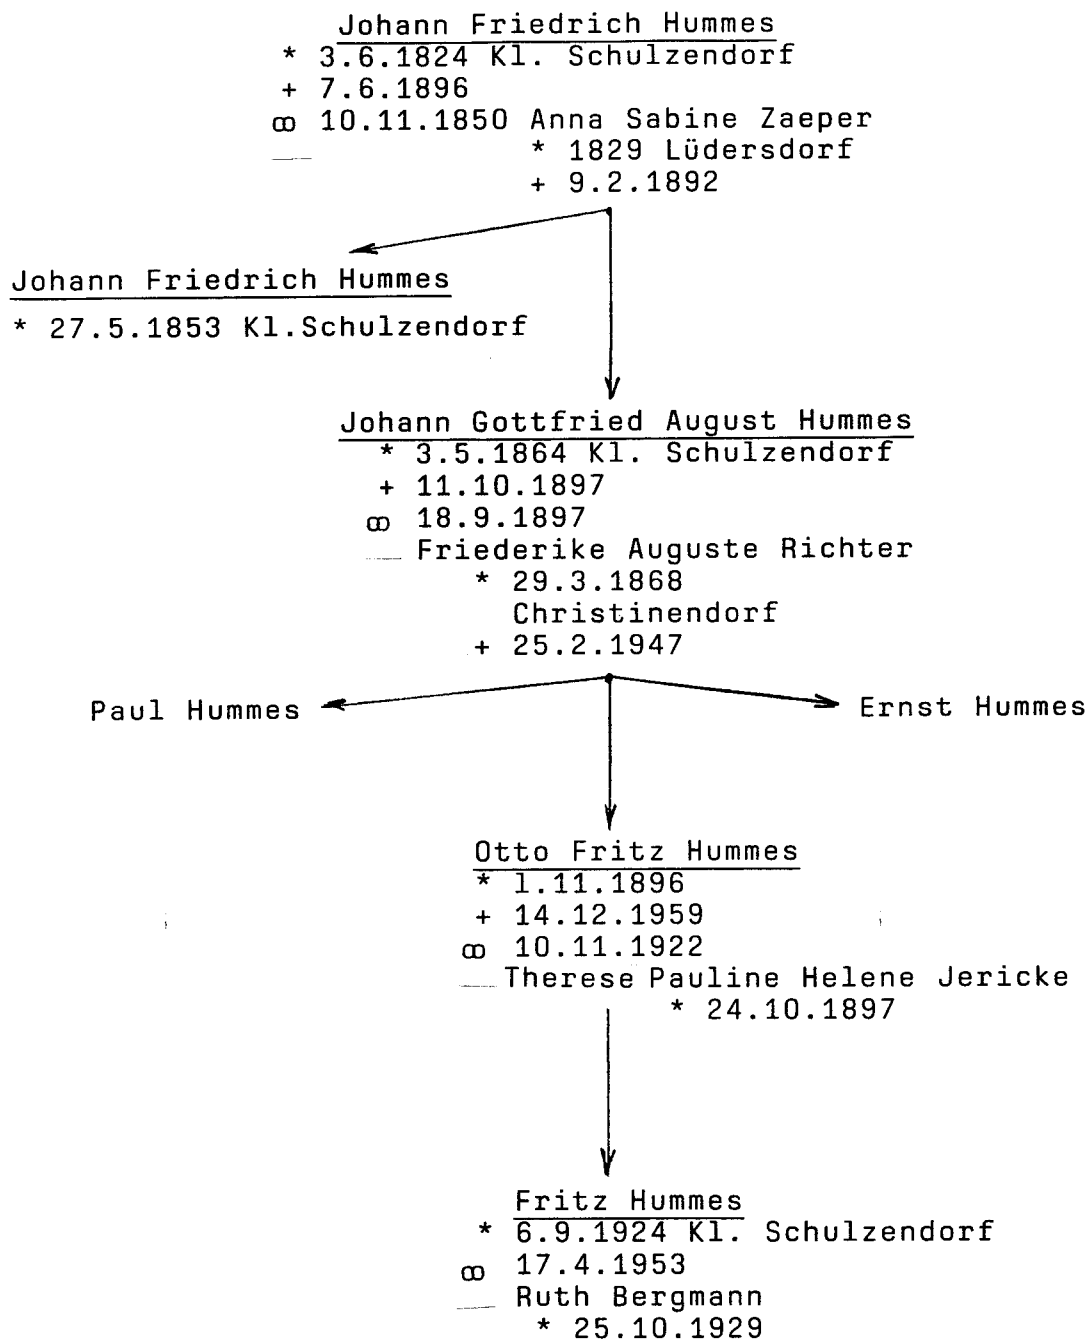 Johann Friedrich Hummes
* 3.6.1824 Kl. Schulzendorf
+ 7.6.1896
⚭ 10.11.1850 Anna Sabine Zaeper
* 1829 Lüdersdorf
+ 9.2.1892
Johann Friedrich Hummes
* 27.5.1853 Kl.Schulzendorf
Johann Gottfried August Hummes
* 3.5.1864 Kl. Schulzendorf
+ 11.10.1897
⚭ 18.9.1897
Friederike Auguste Richter
* 29.3.1868
Christinendorf
+ 25.2.1947
Paul Hummes
Ernst Hummes
Otto Fritz Hummes
* 1.11.1896
+ 14.12.1959
⚭ 10.11.1922
Therese Pauline Helene Jericke
* 24.10.1897
Fritz Hummes
* 6.9.1924 Kl. Schulzendorf
⚭ 17.4.1953
Ruth Bergmann
* 25.10.1929